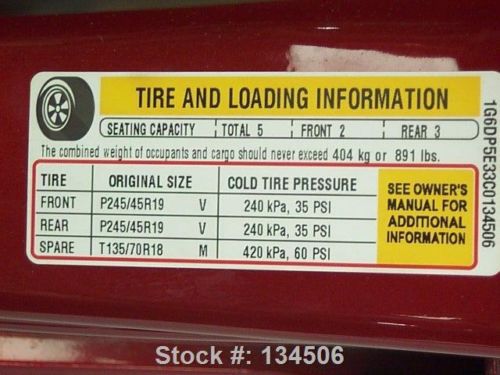 TIRE AND LOADING INFORMATION
SEATING CAPACITY TOTAL 5 FRONT 2 REAR 3
The combined weight of occupants and cargo should never exceed 404 kg or 891 lbs.
TIRE ORIGINAL SIZE COLD TIRE PRESSURE
FRONT P245/45R19 V 240 kPa, 35 PSI
REAR P245/45R19 V 240 kPa, 35 PSI
SPARE T135/70R18 M 420 kPa, 60 PSI
SEE OWNER'S
MANUAL FOR
ADDITIONAL
INFORMATION
1G6DP5E33C0134506
Stock #: 134506